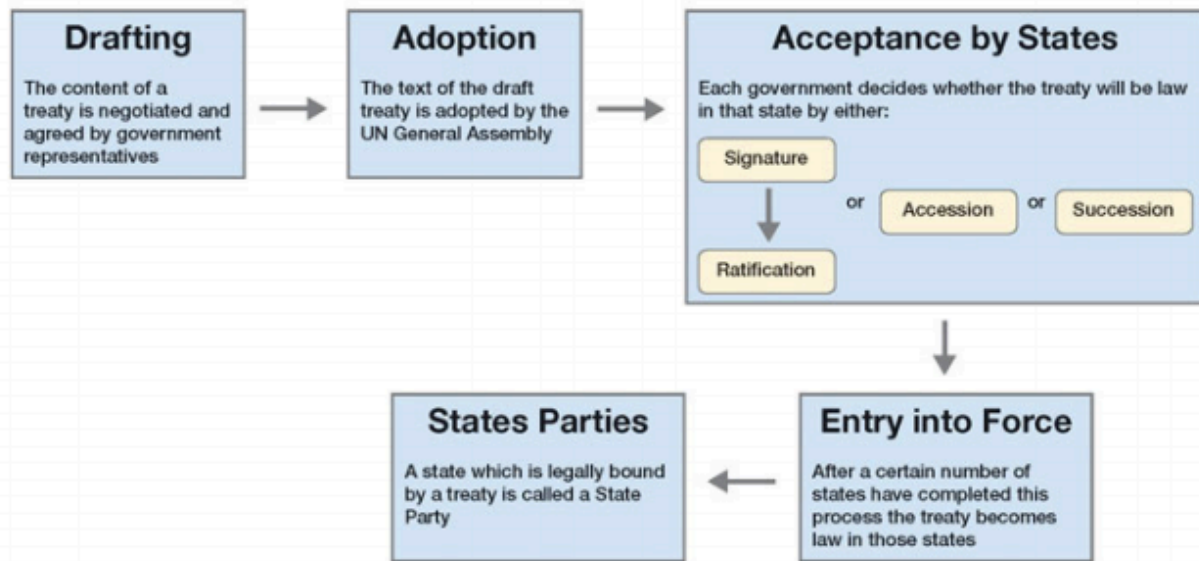 Drafting
The content of a
treaty is negotiated and
agreed by government
representatives
Adoption
The text of the draft
treaty is adopted by the
UN General Assembly
Acceptance by States
Each government decides whether the treaty will be law
in that state by either:
Signature
Ratification
or
Accession
or
Succession
Entry into Force
After a certain number of
states have completed this
process the treaty becomes
law in those states
States Parties
A state which is legally bound
by a treaty is called a State
Party